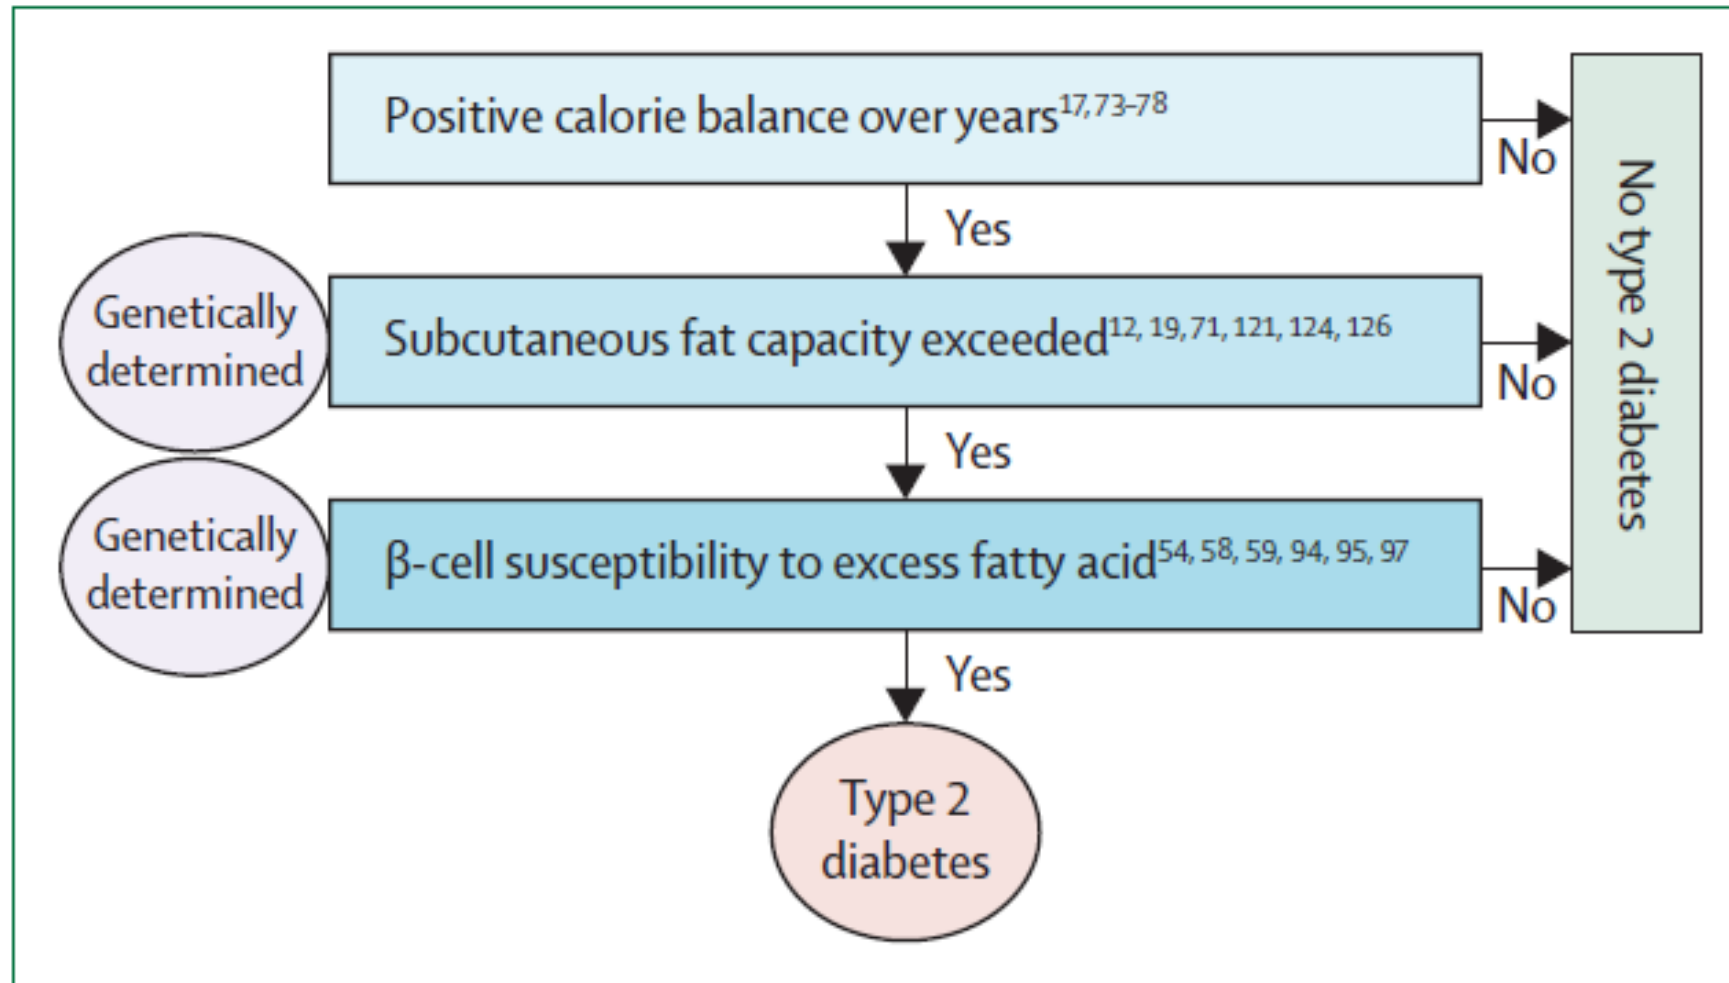 Positive calorie balance over years17, 73–78
No
Yes
Genetically
determined
Subcutaneous fat capacity exceeded12, 19, 71, 121, 124, 126
No
Yes
Genetically
determined
β-cell susceptibility to excess fatty acid54, 58, 59, 94, 95, 97
No
Yes
Type 2
diabetes
No type 2 diabetes